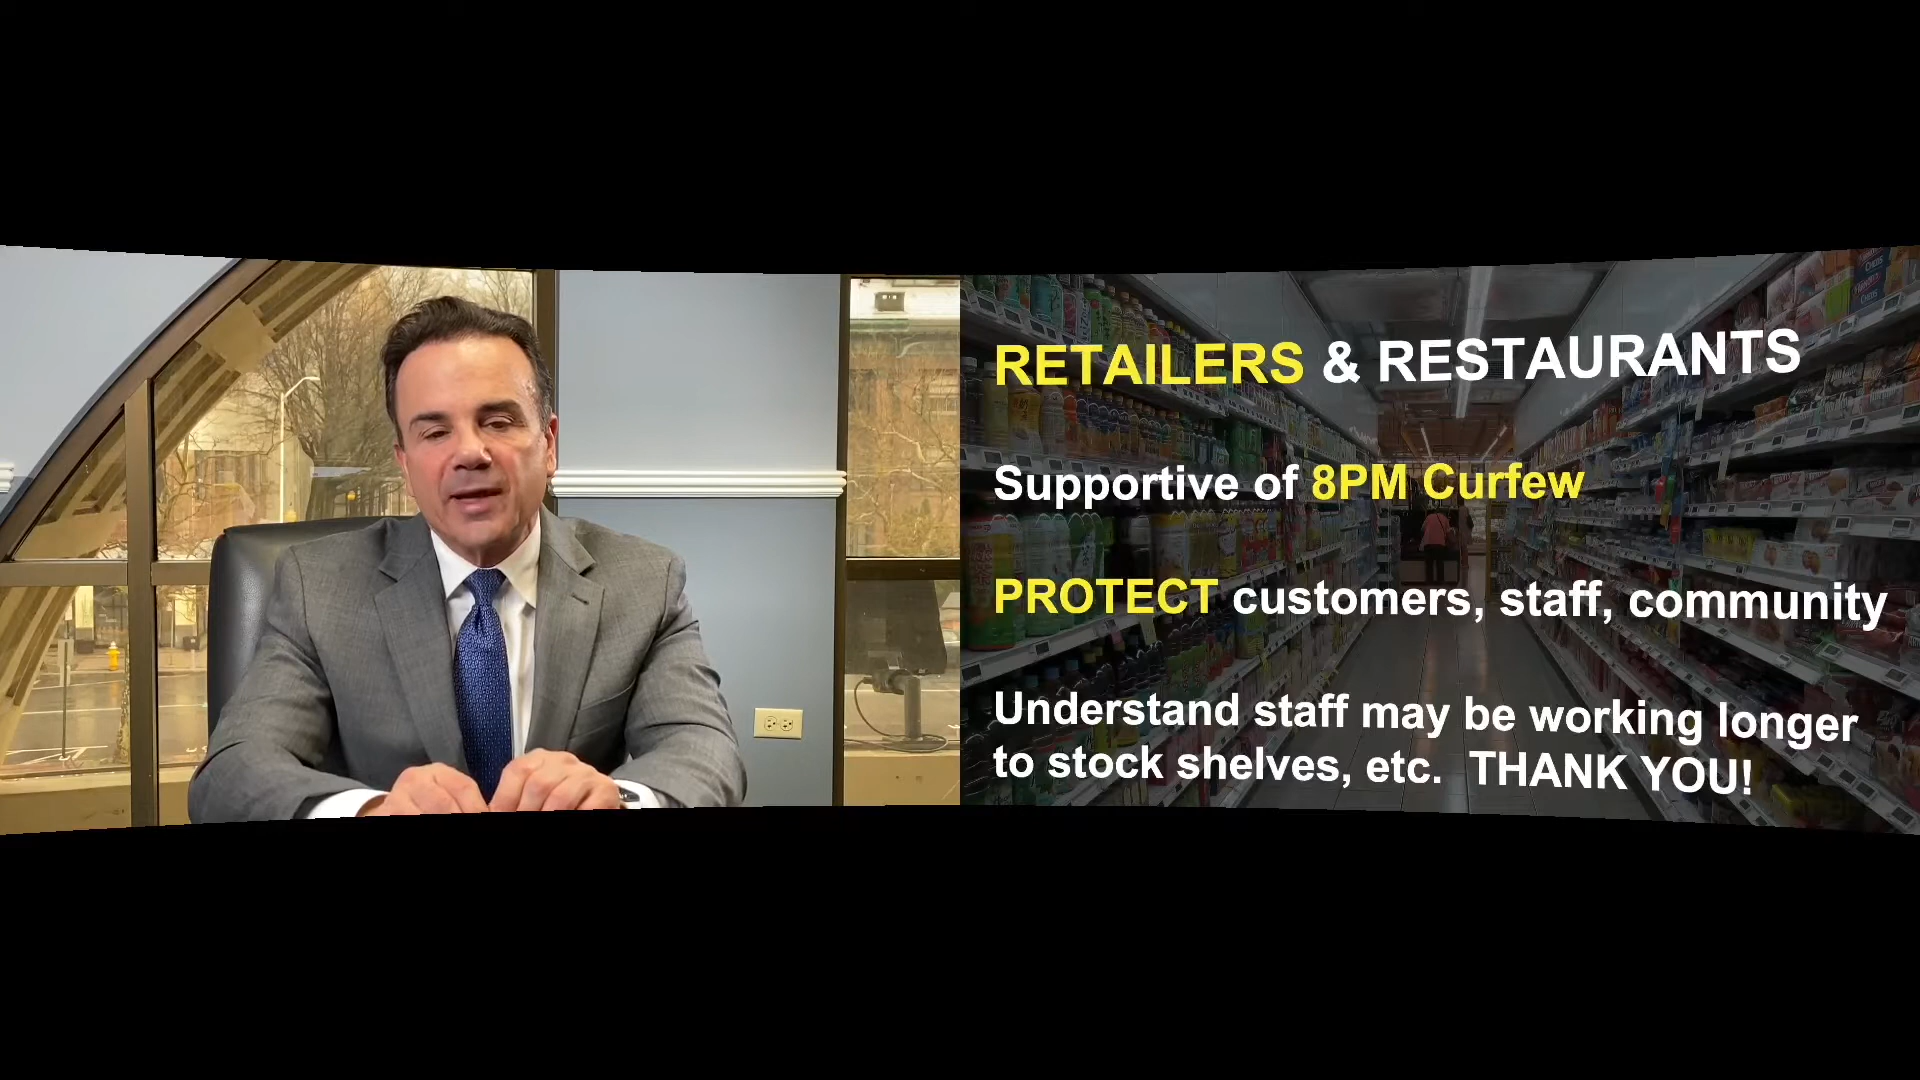 RETAILERS & RESTAURANTS
Supportive of 8PM Curfew
PROTECT customers, staff, community
Understand staff may be working longer
to stock shelves, etc. THANK YOU!